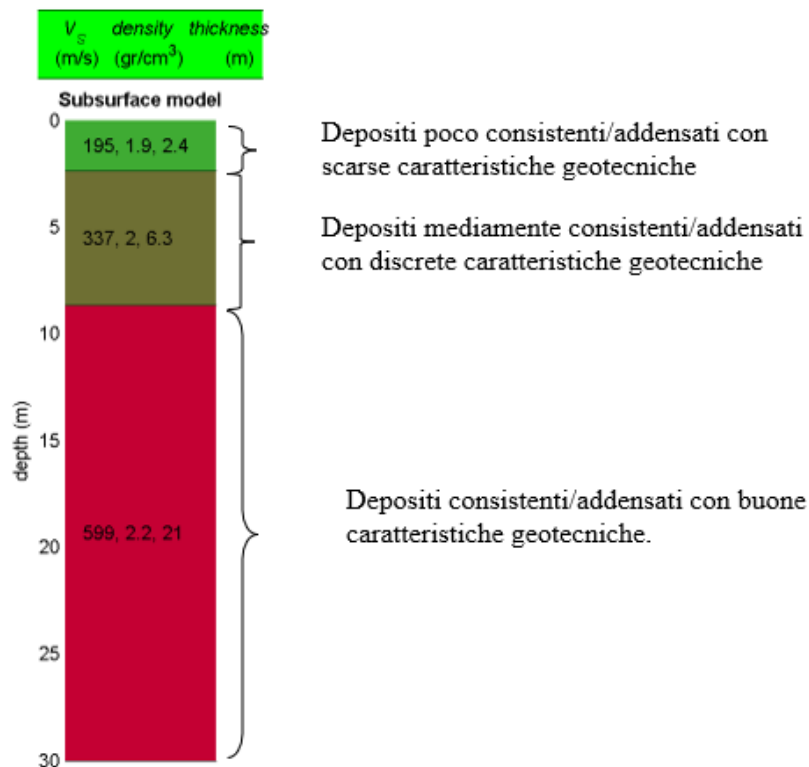 V_S density thickness
(m/s) (gr/cm³) (m)
Subsurface model
0
195, 1.9, 2.4
Depositi poco consistenti/addensati con
scarse caratteristiche geotecniche
5
337, 2, 6.3
Depositi mediamente consistenti/addensati
con discrete caratteristiche geotecniche
10
depth (m)
15
599, 2.2, 21
Depositi consistenti/addensati con buone
caratteristiche geotecniche.
20
25
30